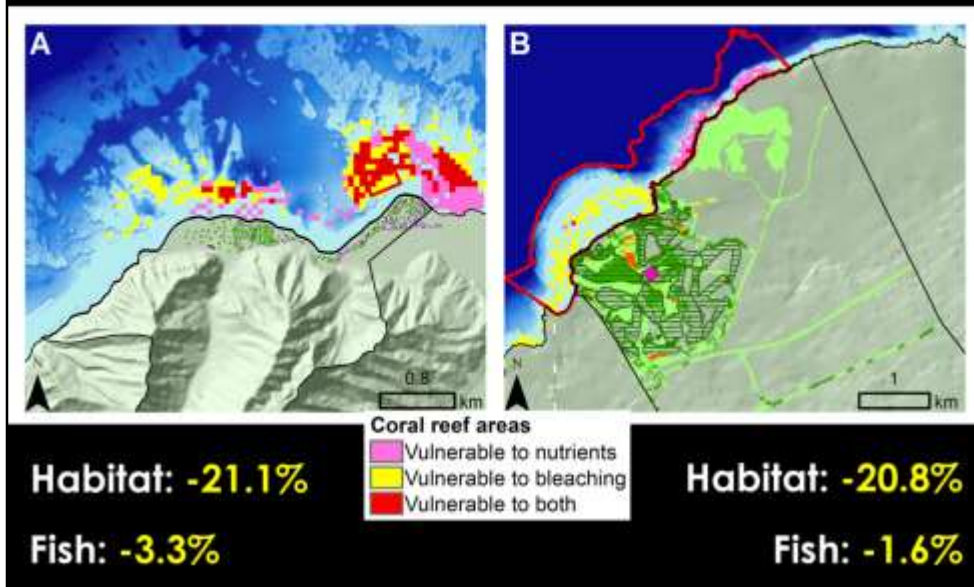 A
B
N
0.8
km
1
km
Coral reef areas
Vulnerable to nutrients
Vulnerable to bleaching
Vulnerable to both
Habitat: -21.1%
Fish: -3.3%
Habitat: -20.8%
Fish: -1.6%